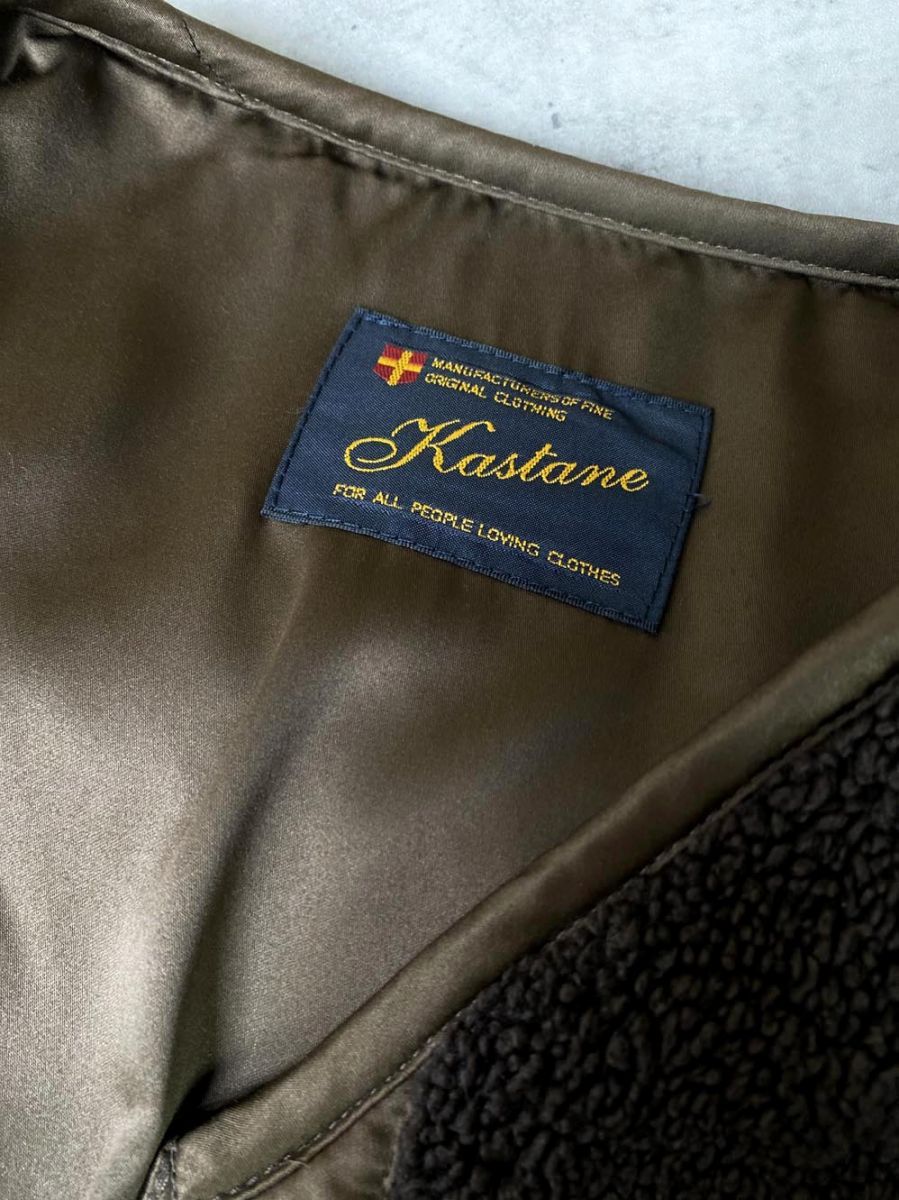 MANUFACTURERS OF FINE
ORIGINAL CLOTHING
Kastane
FOR ALL PEOPLE LOVING CLOTHES